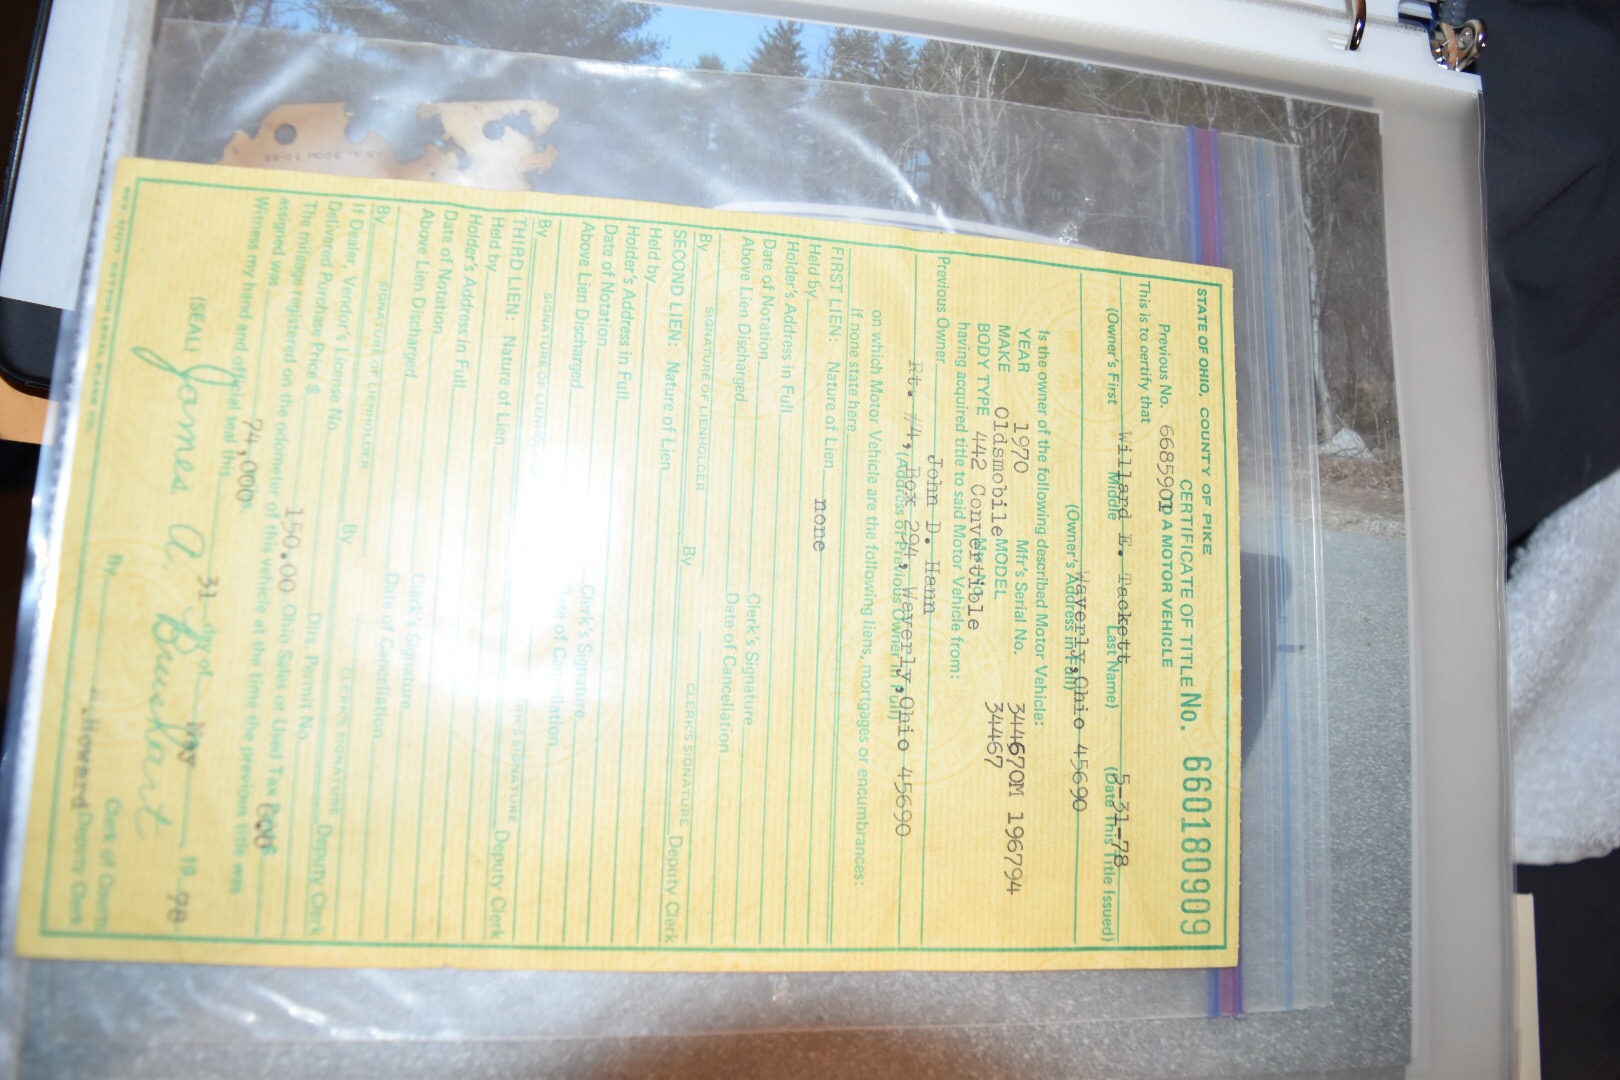 STATE OF OHIO, COUNTY OF PIKE
CERTIFICATE OF TITLE No. 660180909
Previous No. 6685901 TO A MOTOR VEHICLE
This is to certify that
Willard E. Tackett 5-31-78
(Owner's First Middle Last Name) (Date This Title Issued)
Waverly, Ohio 45690
(Owner's Address in Full)
Is the owner of the following described Motor Vehicle:
YEAR 1970 Mfr's Serial No. 344670M 196794
MAKE Oldsmobile MODEL 34467
BODY TYPE 442 Convertible
having acquired title to said Motor Vehicle from:
Previous Owner John D. Hann
Rt. #4, Box 294, Waverly, Ohio 45690
(Address of Previous Owner in Full)
on which Motor Vehicle are the following liens, mortgages or encumbrances:
If none state here
FIRST LIEN: Nature of Lien none
Held by
Holder's Address in Full
Date of Notation Clerk's Signature
Above Lien Discharged Date of Cancellation
By By Deputy Clerk
SIGNATURE OF LIENHOLDER CLERK'S SIGNATURE
SECOND LIEN: Nature of Lien
Held by
Holder's Address in Full
Date of Notation Clerk's Signature
Above Lien Discharged Date of Cancellation
By Deputy Clerk
SIGNATURE OF LIENHOLDER CLERK'S SIGNATURE
THIRD LIEN: Nature of Lien
Held by
Holder's Address in Full
Date of Notation Clerk's Signature
Above Lien Discharged Date of Cancellation
By By Deputy Clerk
SIGNATURE OF LIENHOLDER CLERK'S SIGNATURE
If Dealer, Vendor's License No. Dlrs. Permit No.
Delivered Purchase Price $ 150.00 Ohio Sales or Used Tax Paid $
The mileage registered on the odometer of this vehicle at the time the previous title was
assigned was 74,000.
Witness my hand and official seal this 31 day of May 19 78
(SEAL) James A. Brushart Clerk of Courts
By Howard Deputy Clerk